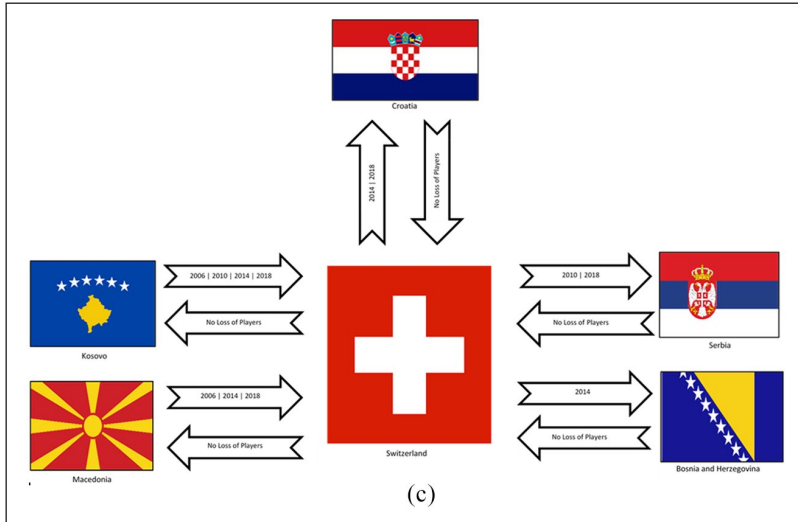 Croatia
2014 | 2018
No Loss of Players
2006 | 2010 | 2014 | 2018
2010 | 2018
No Loss of Players
No Loss of Players
Kosovo
Serbia
2006 | 2014 | 2018
2014
No Loss of Players
No Loss of Players
Switzerland
Macedonia
Bosnia and Herzegovina
(c)